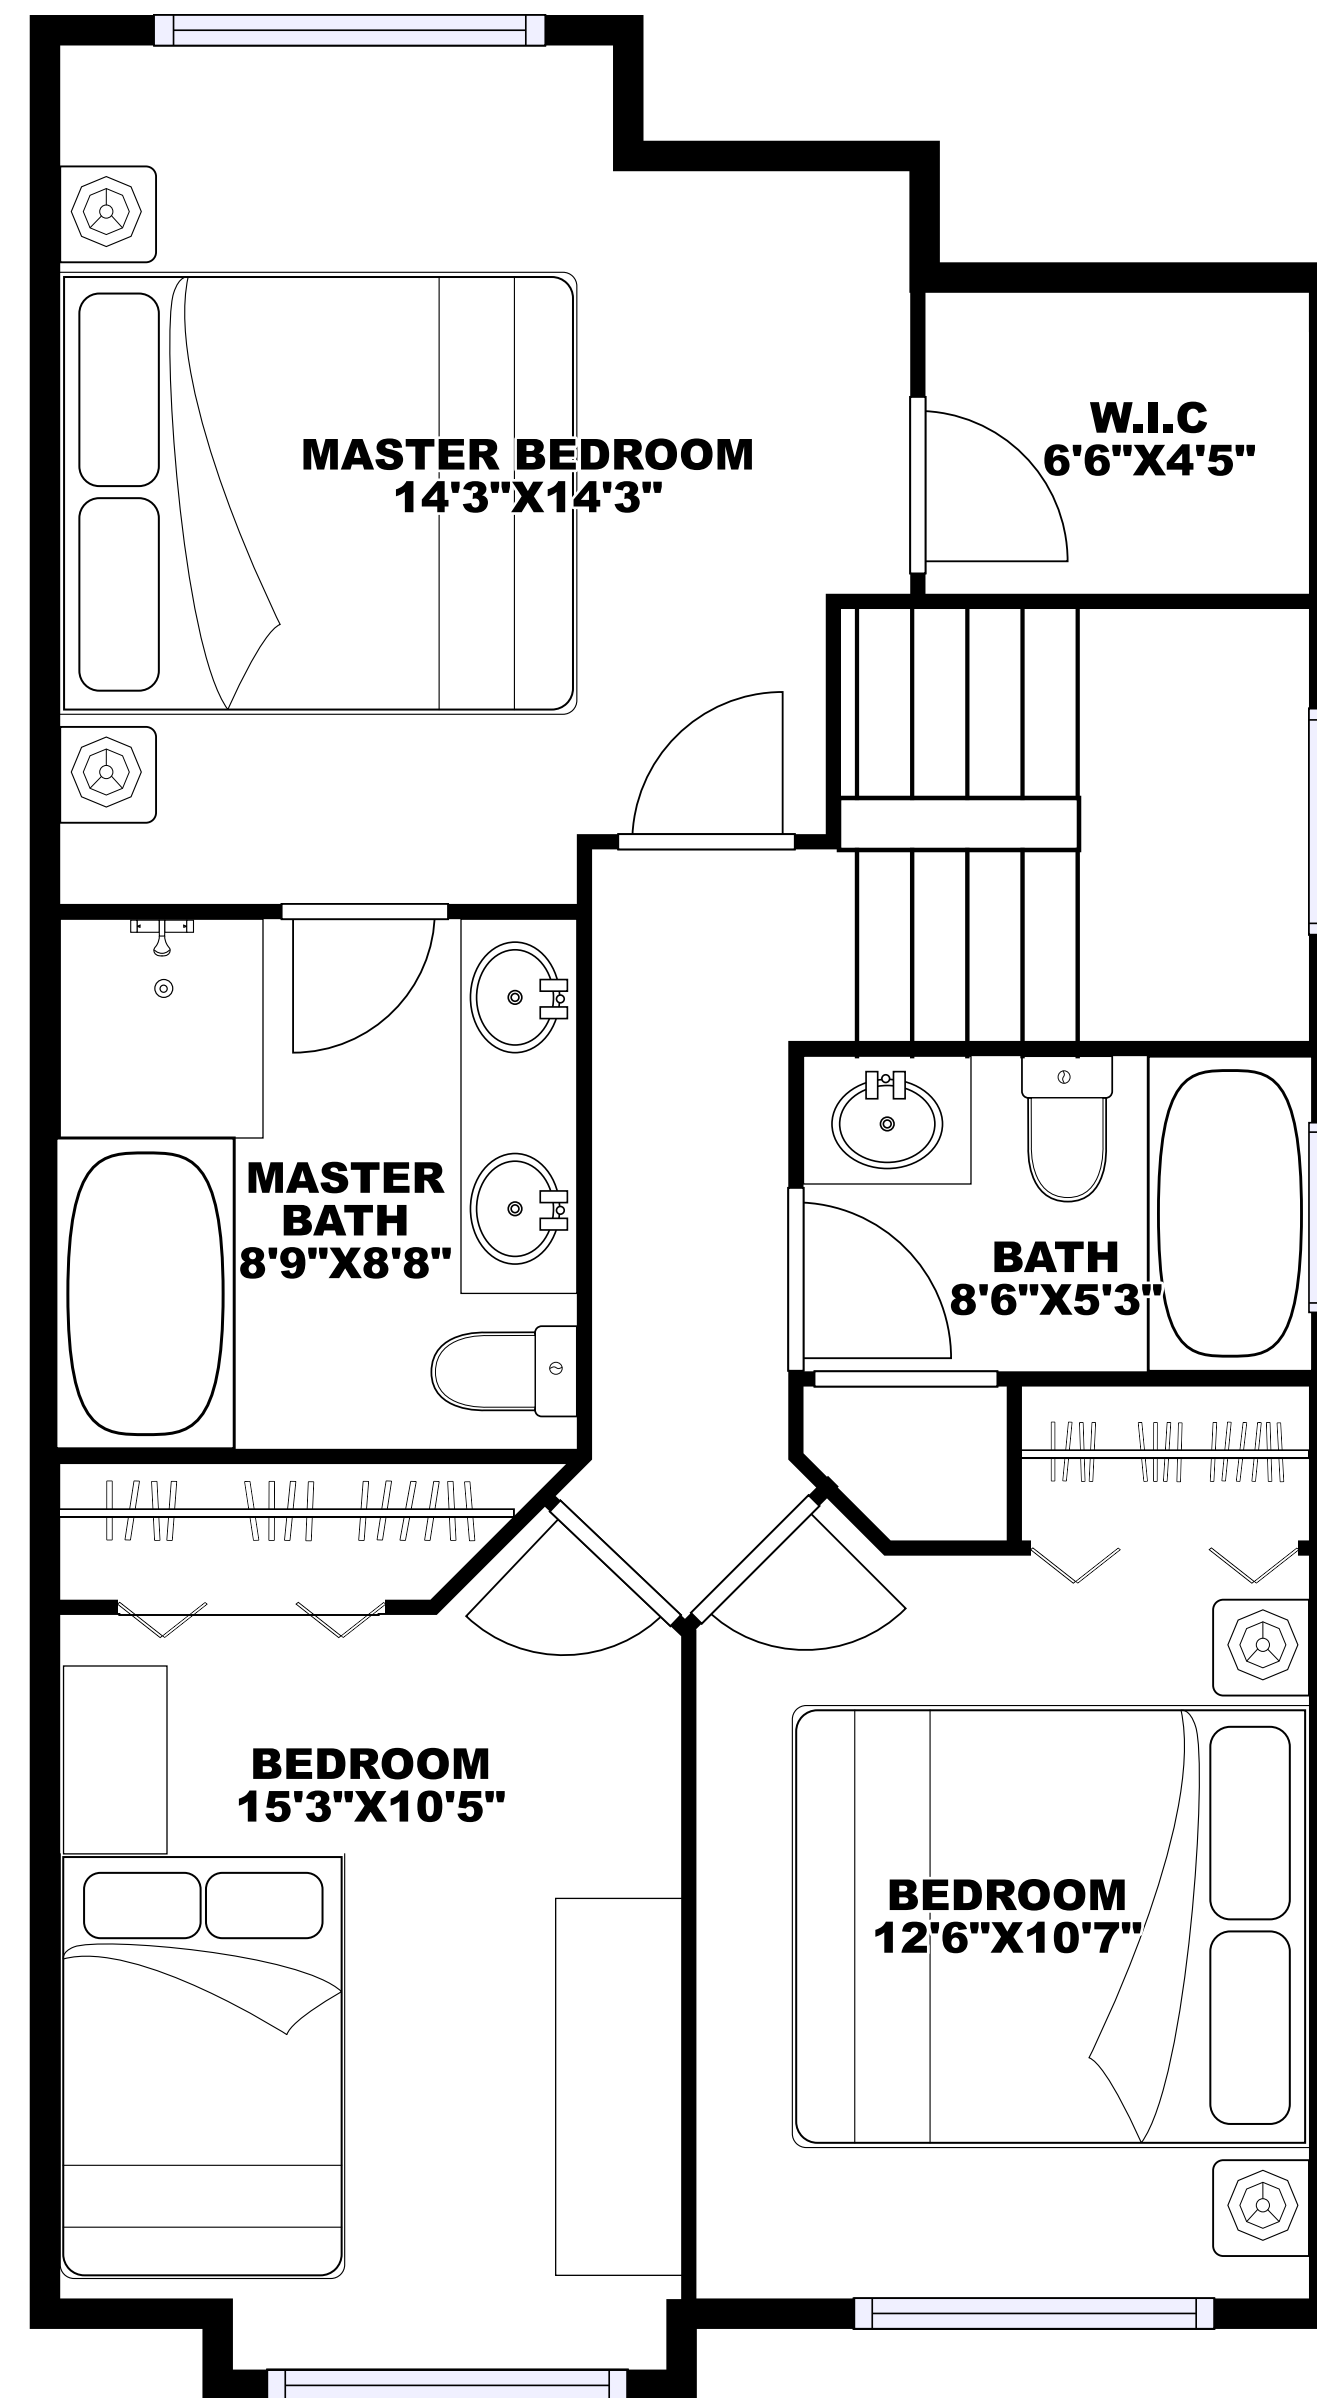 MASTER BEDROOM
14'3"X14'3"
W.I.C
6'6"X4'5"
MASTER
BATH
8'9"X8'8"
BATH
8'6"X5'3"
BEDROOM
15'3"X10'5"
BEDROOM
12'6"X10'7"